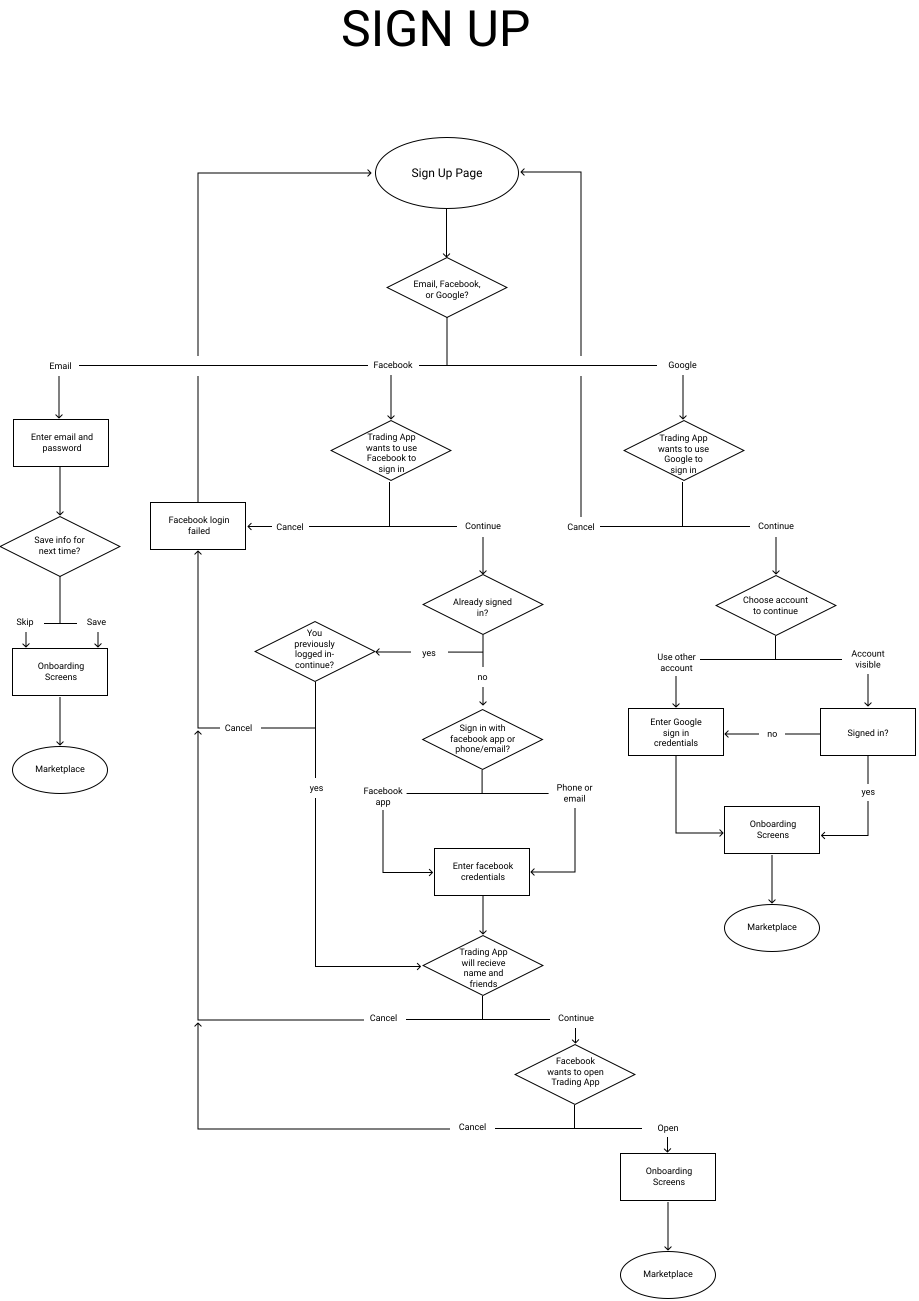 SIGN UP
Sign Up Page
Email, Facebook,
or Google?
Email
Facebook
Google
Enter email and
password
Trading App
wants to use
Facebook to
sign in
Trading App
wants to use
Google to
sign in
Facebook login
failed
Cancel
Continue
Cancel
Continue
Save info for
next time?
Already signed
in?
Choose account
to continue
Skip
Save
You
previously
logged in-
continue?
yes
Use other
account
Account
visible
Onboarding
Screens
no
Cancel
Sign in with
facebook app or
phone/email?
Enter Google
sign in
credentials
no
Signed in?
Marketplace
yes
Facebook
app
Phone or
email
yes
Onboarding
Screens
Enter facebook
credentials
Marketplace
Trading App
will recieve
name and
friends
Cancel
Continue
Facebook
wants to open
Trading App
Cancel
Open
Onboarding
Screens
Marketplace